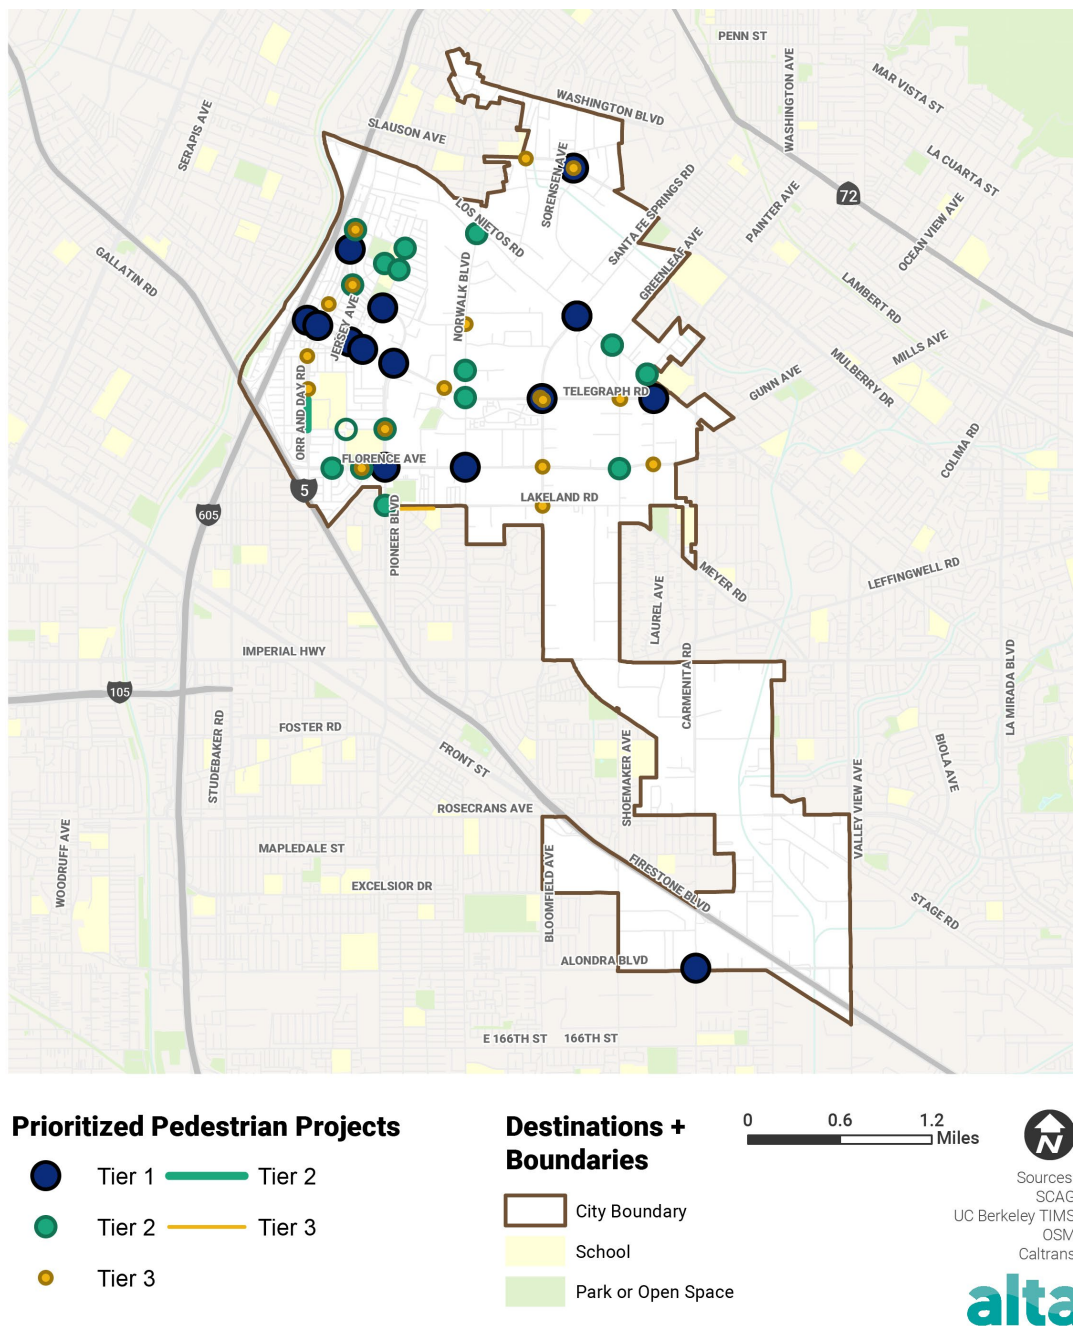 PENN ST
WASHINGTON AVE
MAR VISTA ST
WASHINGTON BLVD
SERAPIS AVE
SLAUSON AVE
LA CUARTA ST
SORENSEN AVE
SANTA FE SPRINGS RD
PAINTER AVE
72
OCEAN VIEW AVE
LOS NIETOS RD
GREENLEAF AVE
GALLATIN RD
NORWALK BLVD
LAMBERT RD
JERSEY AVE
MILLS AVE
MULBERRY DR
GUNN AVE
TELEGRAPH RD
ORR AND DAY RD
COLIMA RD
FLORENCE AVE
5
LAKELAND RD
605
PIONEER BLVD
MEYER RD
LEFFINGWELL RD
LAUREL AVE
IMPERIAL HWY
CARMENITA RD
LA MIRADA BLVD
105
STUDEBAKER RD
FOSTER RD
FRONT ST
SHOEMAKER AVE
BIOLA AVE
VALLEY VIEW AVE
ROSECRANS AVE
WOODRUFF AVE
MAPLEDALE ST
BLOOMFIELD AVE
FIRESTONE BLVD
EXCELSIOR DR
STAGE RD
ALONDRA BLVD
E 166TH ST
166TH ST
Prioritized Pedestrian Projects
Tier 1
Tier 2
Tier 2
Tier 3
Tier 3
Destinations +
Boundaries
City Boundary
School
Park or Open Space
0 0.6 1.2
Miles
N
Sources
SCAG
UC Berkeley TIMS
OSM
Caltrans
alta